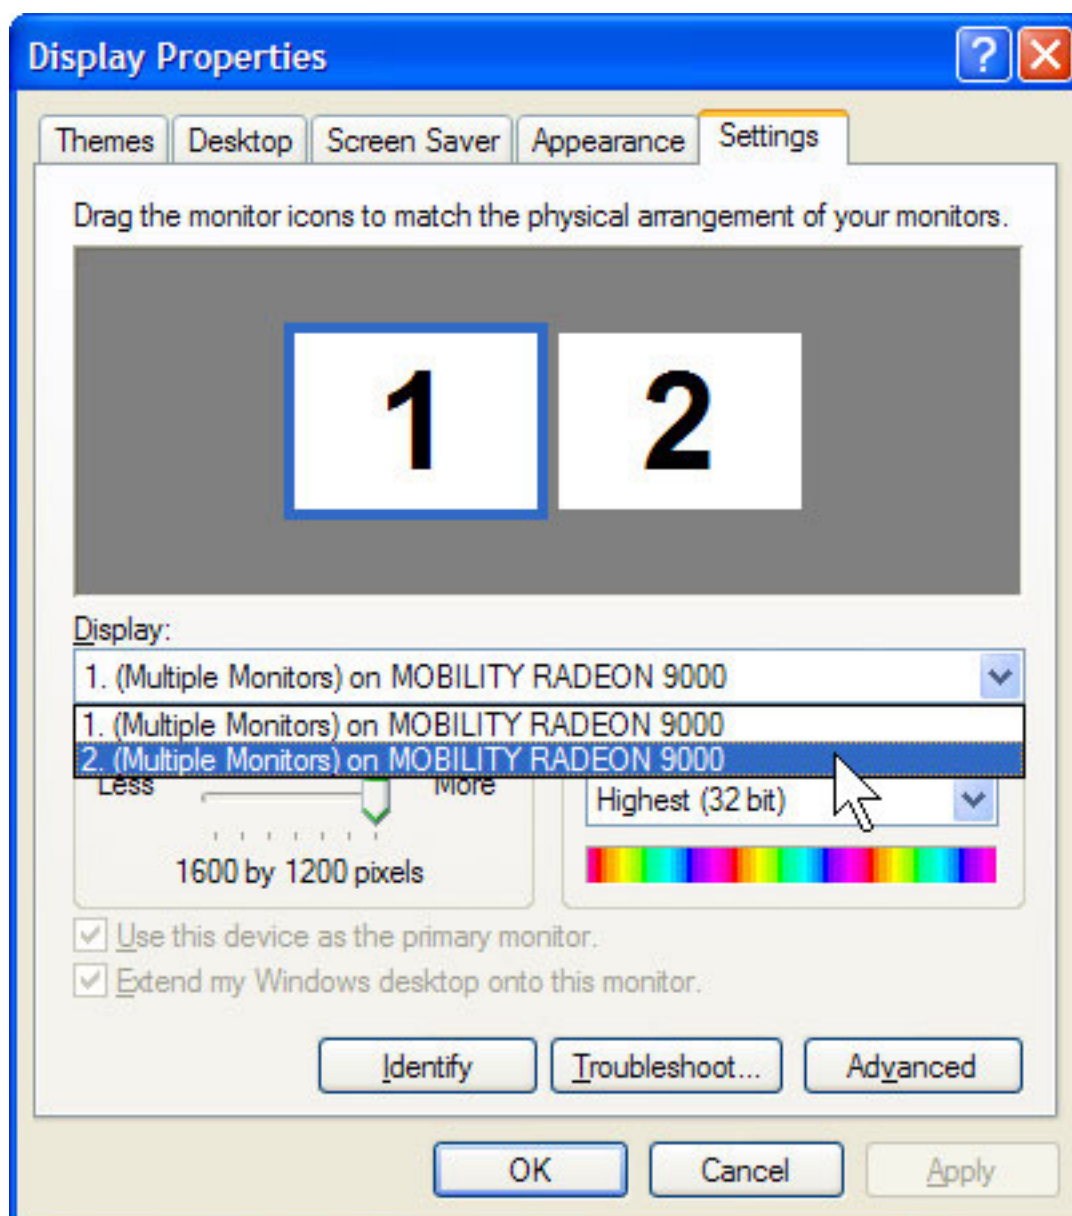 Display Properties
Themes Desktop Screen Saver Appearance Settings
Drag the monitor icons to match the physical arrangement of your monitors.
1 2
Display:
1. (Multiple Monitors) on MOBILITY RADEON 9000
1. (Multiple Monitors) on MOBILITY RADEON 9000
2. (Multiple Monitors) on MOBILITY RADEON 9000
Less More
Highest (32 bit)
1600 by 1200 pixels
Use this device as the primary monitor.
Extend my Windows desktop onto this monitor.
Identify Troubleshoot... Advanced
OK Cancel Apply